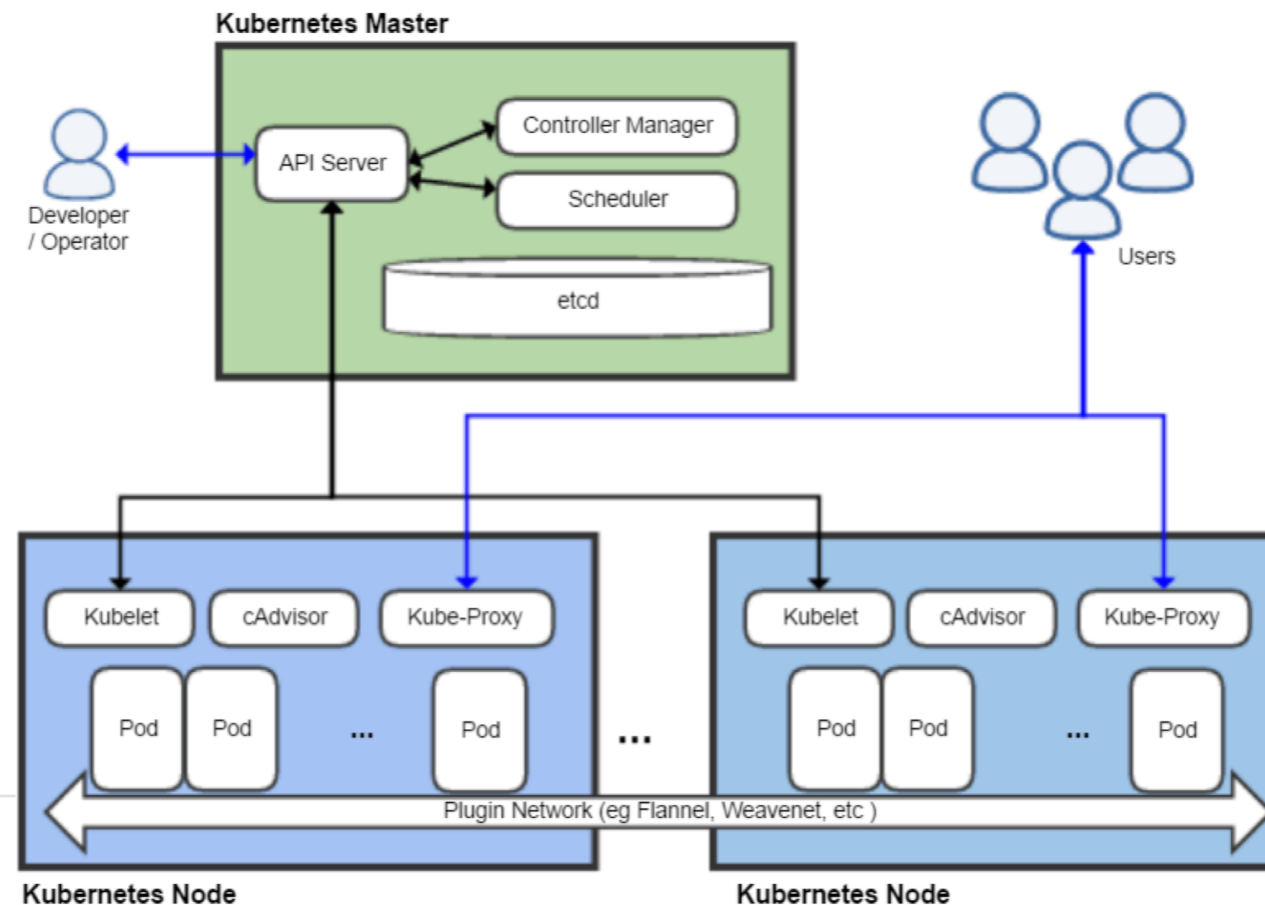 Kubernetes Master
Controller Manager
API Server
Scheduler
Developer
/ Operator
Users
etcd
Kubelet
cAdvisor
Kube-Proxy
Kubelet
cAdvisor
Kube-Proxy
Pod
Pod
...
Pod
...
Pod
Pod
...
Pod
Plugin Network (eg Flannel, Weavenet, etc )
Kubernetes Node
Kubernetes Node